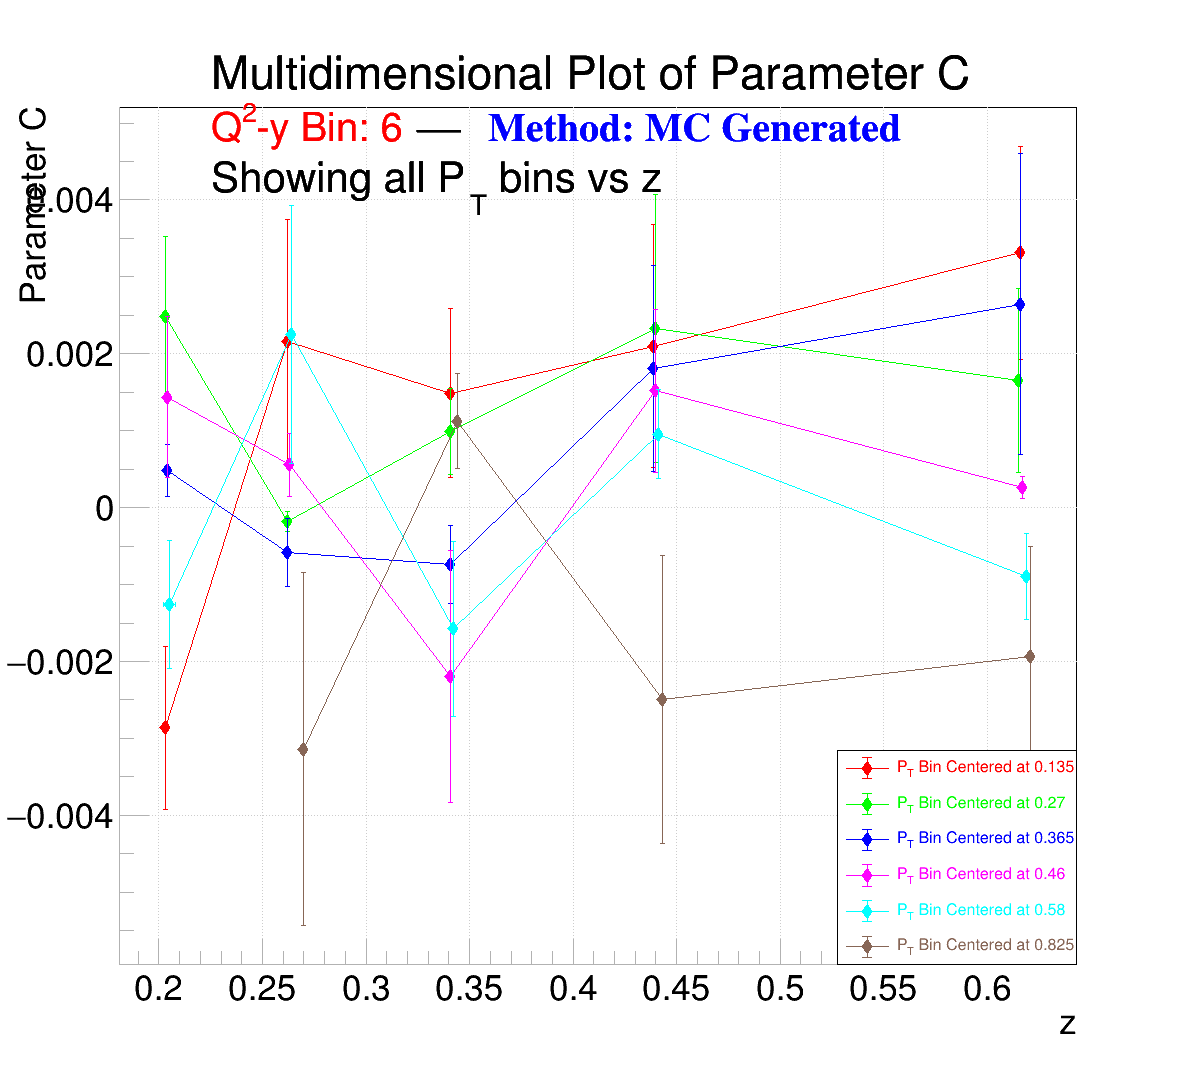 Multidimensional Plot of Parameter C
Q2-y Bin: 6 — Method: MC Generated
Showing all PT bins vs z
Parameter C
0.004
0.002
0
−0.002
−0.004
PT Bin Centered at 0.135
PT Bin Centered at 0.27
PT Bin Centered at 0.365
PT Bin Centered at 0.46
PT Bin Centered at 0.58
PT Bin Centered at 0.825
0.2 0.25 0.3 0.35 0.4 0.45 0.5 0.55 0.6
z